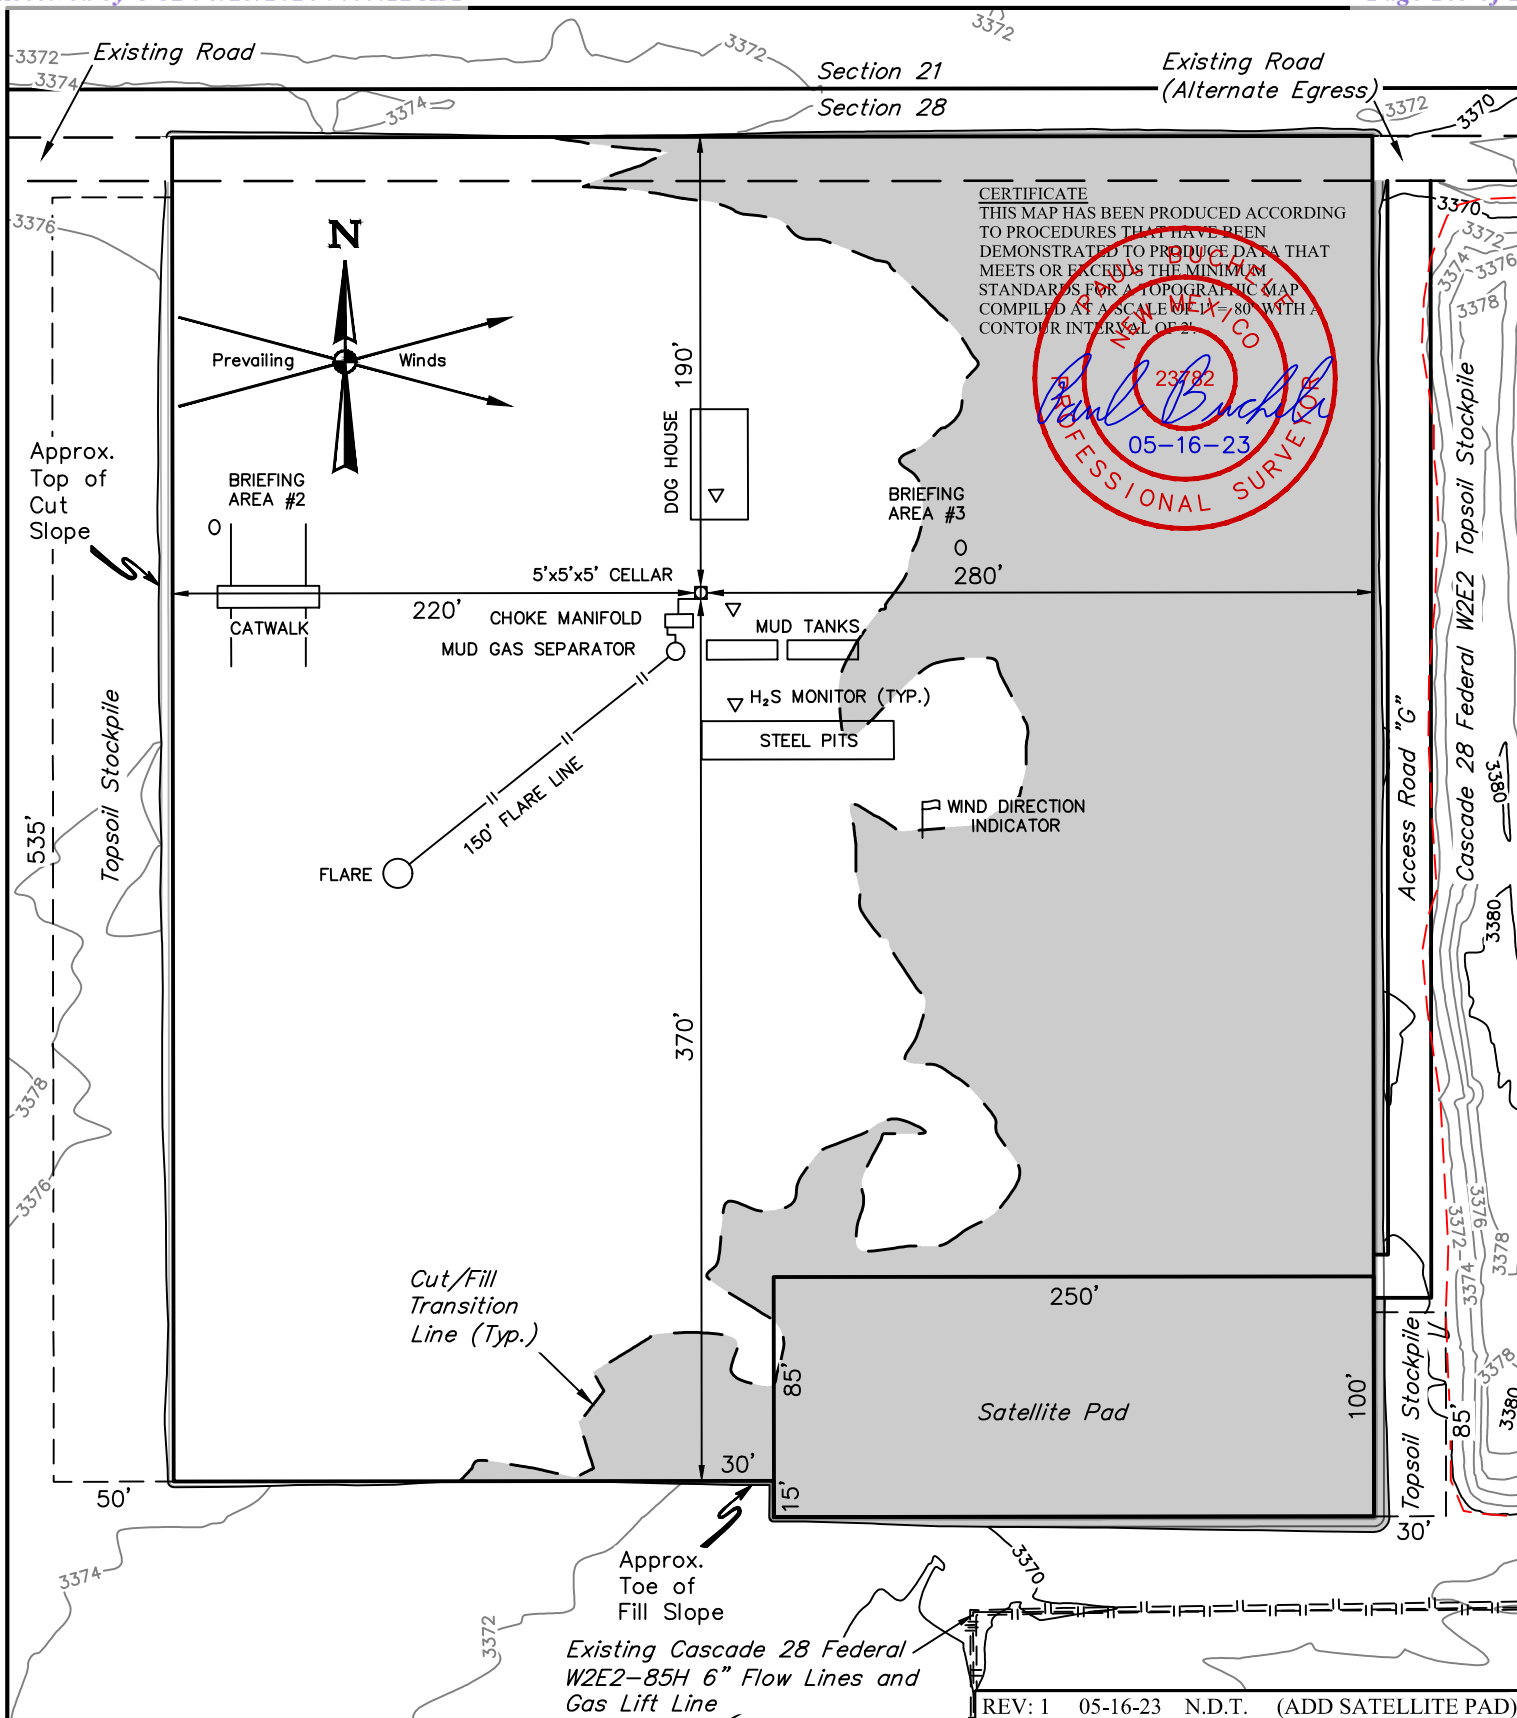 3372
3372
3372
Existing Road
Section 21
Existing Road
(Alternate Egress)
3374
3374
Section 28
3372
3370
CERTIFICATE
THIS MAP HAS BEEN PRODUCED ACCORDING
TO PROCEDURES THAT HAVE BEEN
DEMONSTRATED TO PRODUCE DATA THAT
MEETS OR EXCEEDS THE MINIMUM
STANDARDS FOR A TOPOGRAPHIC MAP
COMPILED AT A SCALE OF 1" = 80' WITH A
CONTOUR INTERVAL OF 2'.
PAUL BUCHELE
NEW MEXICO
23782
PROFESSIONAL SURVEYOR
Paul Buchele
05-16-23
3370
3372
3374
3376
3378
3376
N
Prevailing
Winds
190'
DOG HOUSE
Approx.
Top of
Cut
Slope
BRIEFING
AREA #2
O
BRIEFING
AREA #3
O
280'
5'x5'x5' CELLAR
220'
CATWALK
CHOKE MANIFOLD
MUD GAS SEPARATOR
MUD TANKS
H₂S MONITOR (TYP.)
STEEL PITS
WIND DIRECTION
INDICATOR
150' FLARE LINE
FLARE
Topsoil Stockpile
535'
Access Road "G"
Cascade 28 Federal W2E2 Topsoil Stockpile
3380
3380
370'
3378
3376
3376
3372
3378
3374
3378
3380
Cut/Fill
Transition
Line (Typ.)
250'
85'
Satellite Pad
100'
Topsoil Stockpile
85'
30'
15'
50'
30'
Approx.
Toe of
Fill Slope
3374
3372
3370
Existing Cascade 28 Federal
W2E2-85H 6" Flow Lines and
Gas Lift Line
REV: 1 05-16-23 N.D.T. (ADD SATELLITE PAD)